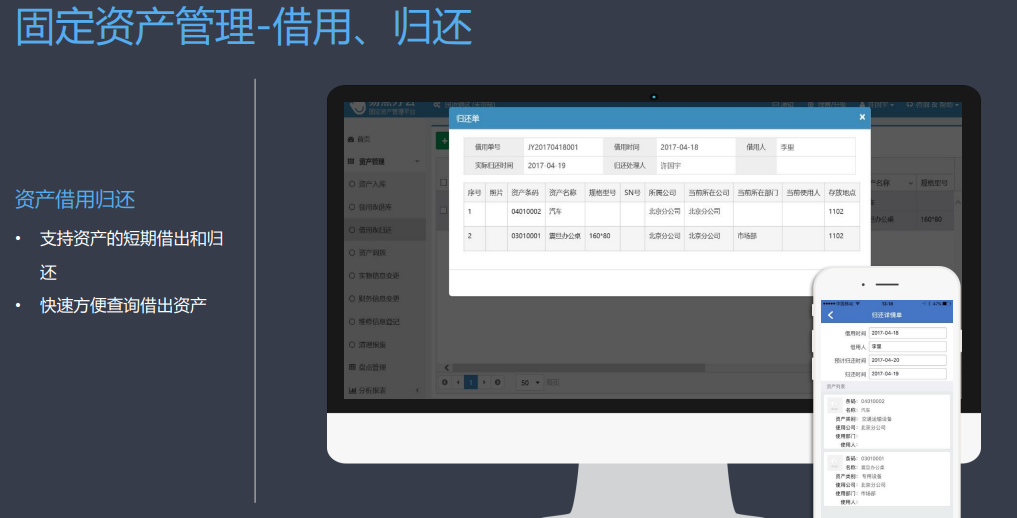 固定资产管理-借用、归还
资产借用归还
• 支持资产的短期借出和归
还
• 快速方便查询借出资产
首页
资产管理
资产入库
资产调拨
实物信息变更
财务信息变更
维修信息登记
清理报废
盘点管理
分析报表
归还单 ×
借用单号 JY20170418001 借用时间 2017-04-18 借用人 李里
实际归还时间 2017-04-19 归还处理人 许国宇
序号 照片 资产条码 资产名称 规格型号 SN号 所属公司 当前所在公司 当前所在部门 当前使用人 存放地点
1 04010002 汽车 北京分公司 北京分公司 1102
2 03010001 震旦办公桌 160*80 北京分公司 北京分公司 市场部 1102
规格型号
160*80
1
50
归还详情单
借用时间 2017-04-18
借用人 李里
预计归还时间 2017-04-20
归还时间 2017-04-19
资产列表
条码: 04010002
名称: 汽车
资产类别: 交通运输设备
使用公司: 北京分公司
使用部门:
使用人:
条码: 03010001
名称: 震旦办公桌
资产类别: 专用设备
使用公司: 北京分公司
使用部门: 市场部
使用人: